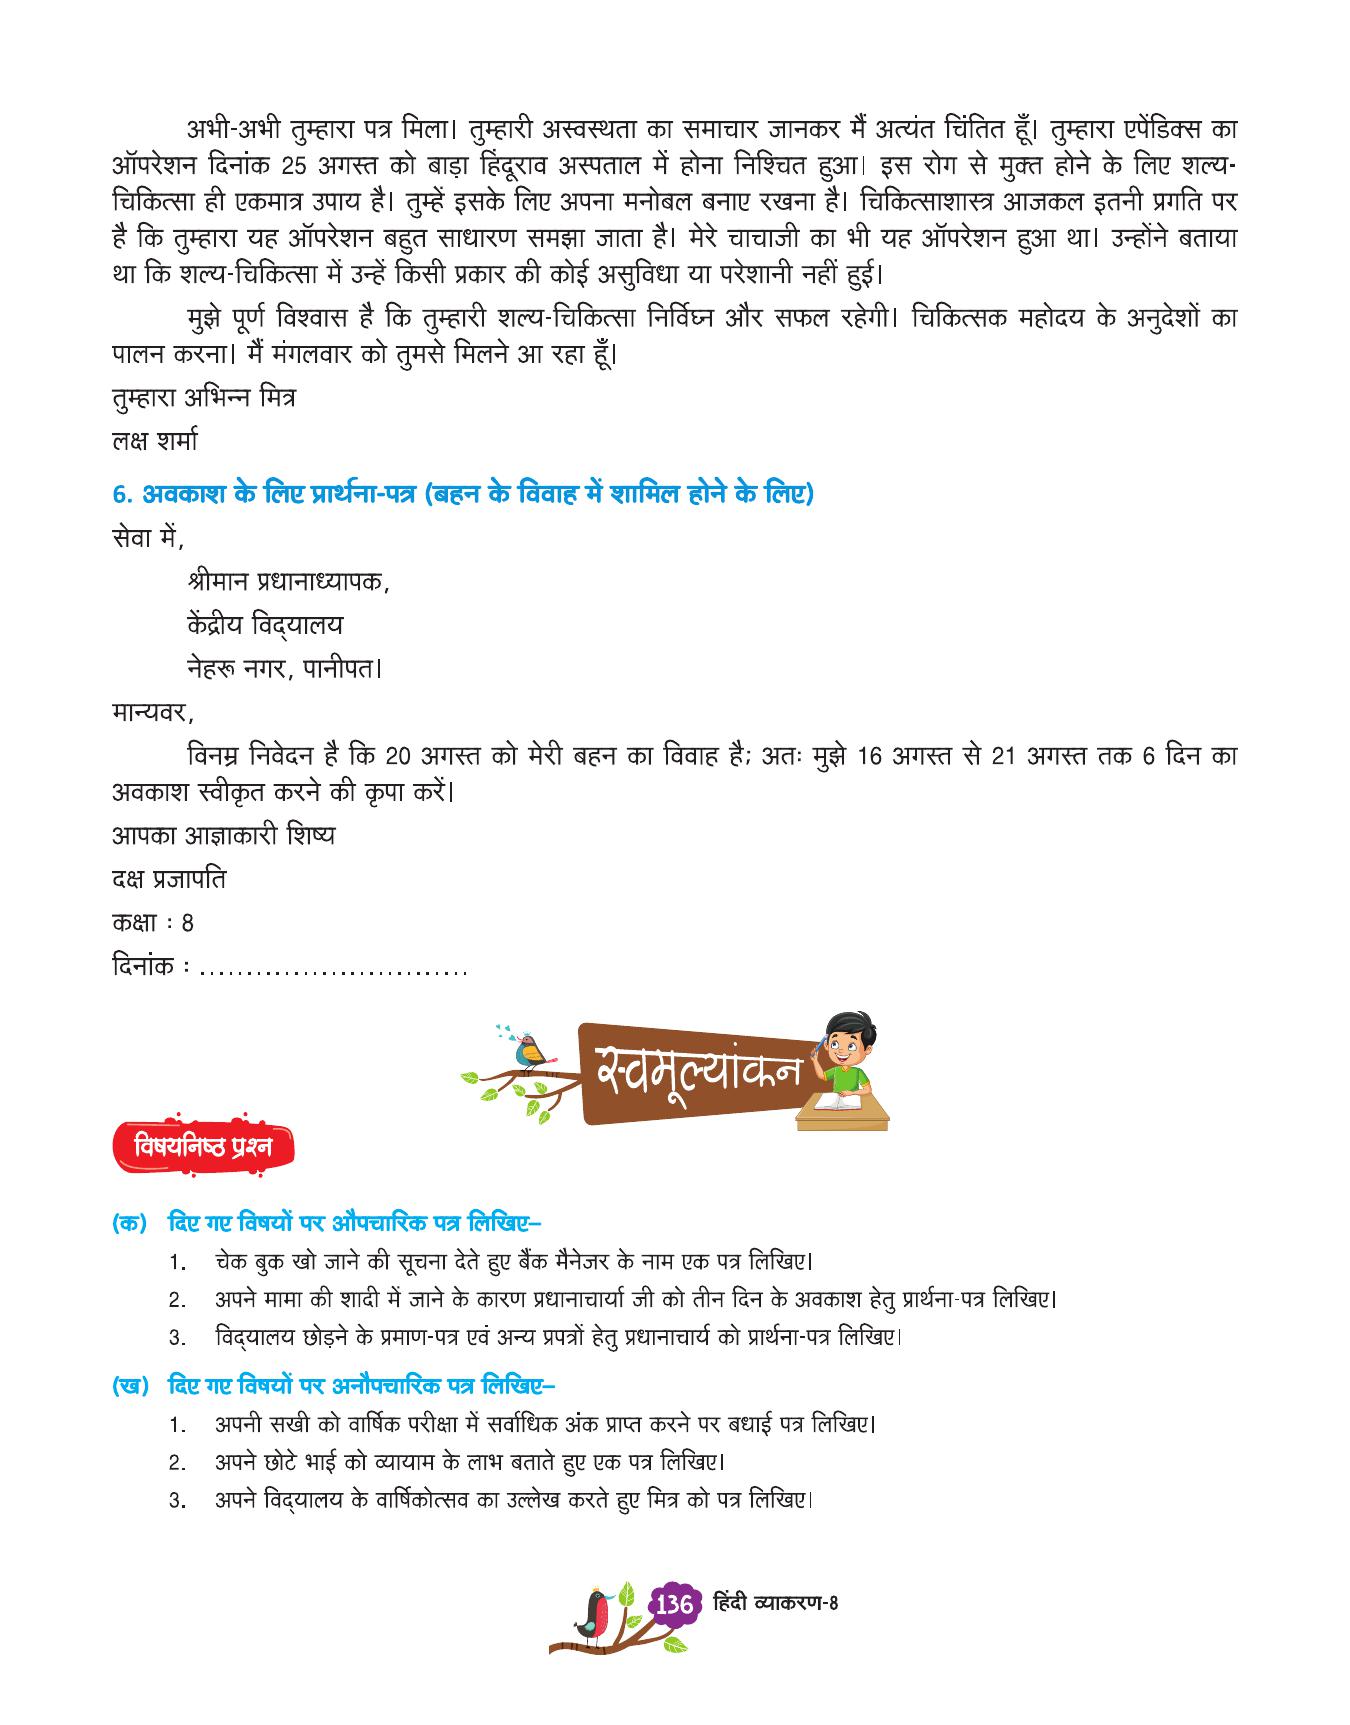 अभी-अभी तुम्हारा पत्र मिला। तुम्हारी अस्वस्थता का समाचार जानकर मैं अत्यंत चिंतित हूँ। तुम्हारा एपेंडिक्स का
ऑपरेशन दिनांक 25 अगस्त को बाड़ा हिंदूराव अस्पताल में होना निश्चित हुआ। इस रोग से मुक्त होने के लिए शल्य-
चिकित्सा ही एकमात्र उपाय है। तुम्हें इसके लिए अपना मनोबल बनाए रखना है। चिकित्साशास्त्र आजकल इतनी प्रगति पर
है कि तुम्हारा यह ऑपरेशन बहुत साधारण समझा जाता है। मेरे चाचाजी का भी यह ऑपरेशन हुआ था। उन्होंने बताया
था कि शल्य-चिकित्सा में उन्हें किसी प्रकार की कोई असुविधा या परेशानी नहीं हुई।
मुझे पूर्ण विश्वास है कि तुम्हारी शल्य-चिकित्सा निर्विघ्न और सफल रहेगी। चिकित्सक महोदय के अनुदेशों का
पालन करना। मैं मंगलवार को तुमसे मिलने आ रहा हूँ।
तुम्हारा अभिन्न मित्र
लक्ष शर्मा
6. अवकाश के लिए प्रार्थना-पत्र (बहन के विवाह में शामिल होने के लिए)
सेवा में,
श्रीमान प्रधानाध्यापक,
केंद्रीय विद्‌यालय
नेहरू नगर, पानीपत।
मान्यवर,
विनम्र निवेदन है कि 20 अगस्त को मेरी बहन का विवाह है; अतः मुझे 16 अगस्त से 21 अगस्त तक 6 दिन का
अवकाश स्वीकृत करने की कृपा करें।
आपका आज्ञाकारी शिष्य
दक्ष प्रजापति
कक्षा : 8
दिनांक : .............................
स्वमूल्यांकन
विषयनिष्ठ प्रश्न
(क) दिए गए विषयों पर औपचारिक पत्र लिखिए–
1. चेक बुक खो जाने की सूचना देते हुए बैंक मैनेजर के नाम एक पत्र लिखिए।
2. अपने मामा की शादी में जाने के कारण प्रधानाचार्या जी को तीन दिन के अवकाश हेतु प्रार्थना-पत्र लिखिए।
3. विद्‌यालय छोड़ने के प्रमाण-पत्र एवं अन्य प्रपत्रों हेतु प्रधानाचार्य को प्रार्थना-पत्र लिखिए।
(ख) दिए गए विषयों पर अनौपचारिक पत्र लिखिए–
1. अपनी सखी को वार्षिक परीक्षा में सर्वाधिक अंक प्राप्त करने पर बधाई पत्र लिखिए।
2. अपने छोटे भाई को व्यायाम के लाभ बताते हुए एक पत्र लिखिए।
3. अपने विद्‌यालय के वार्षिकोत्सव का उल्लेख करते हुए मित्र को पत्र लिखिए।
136 हिंदी व्याकरण-8